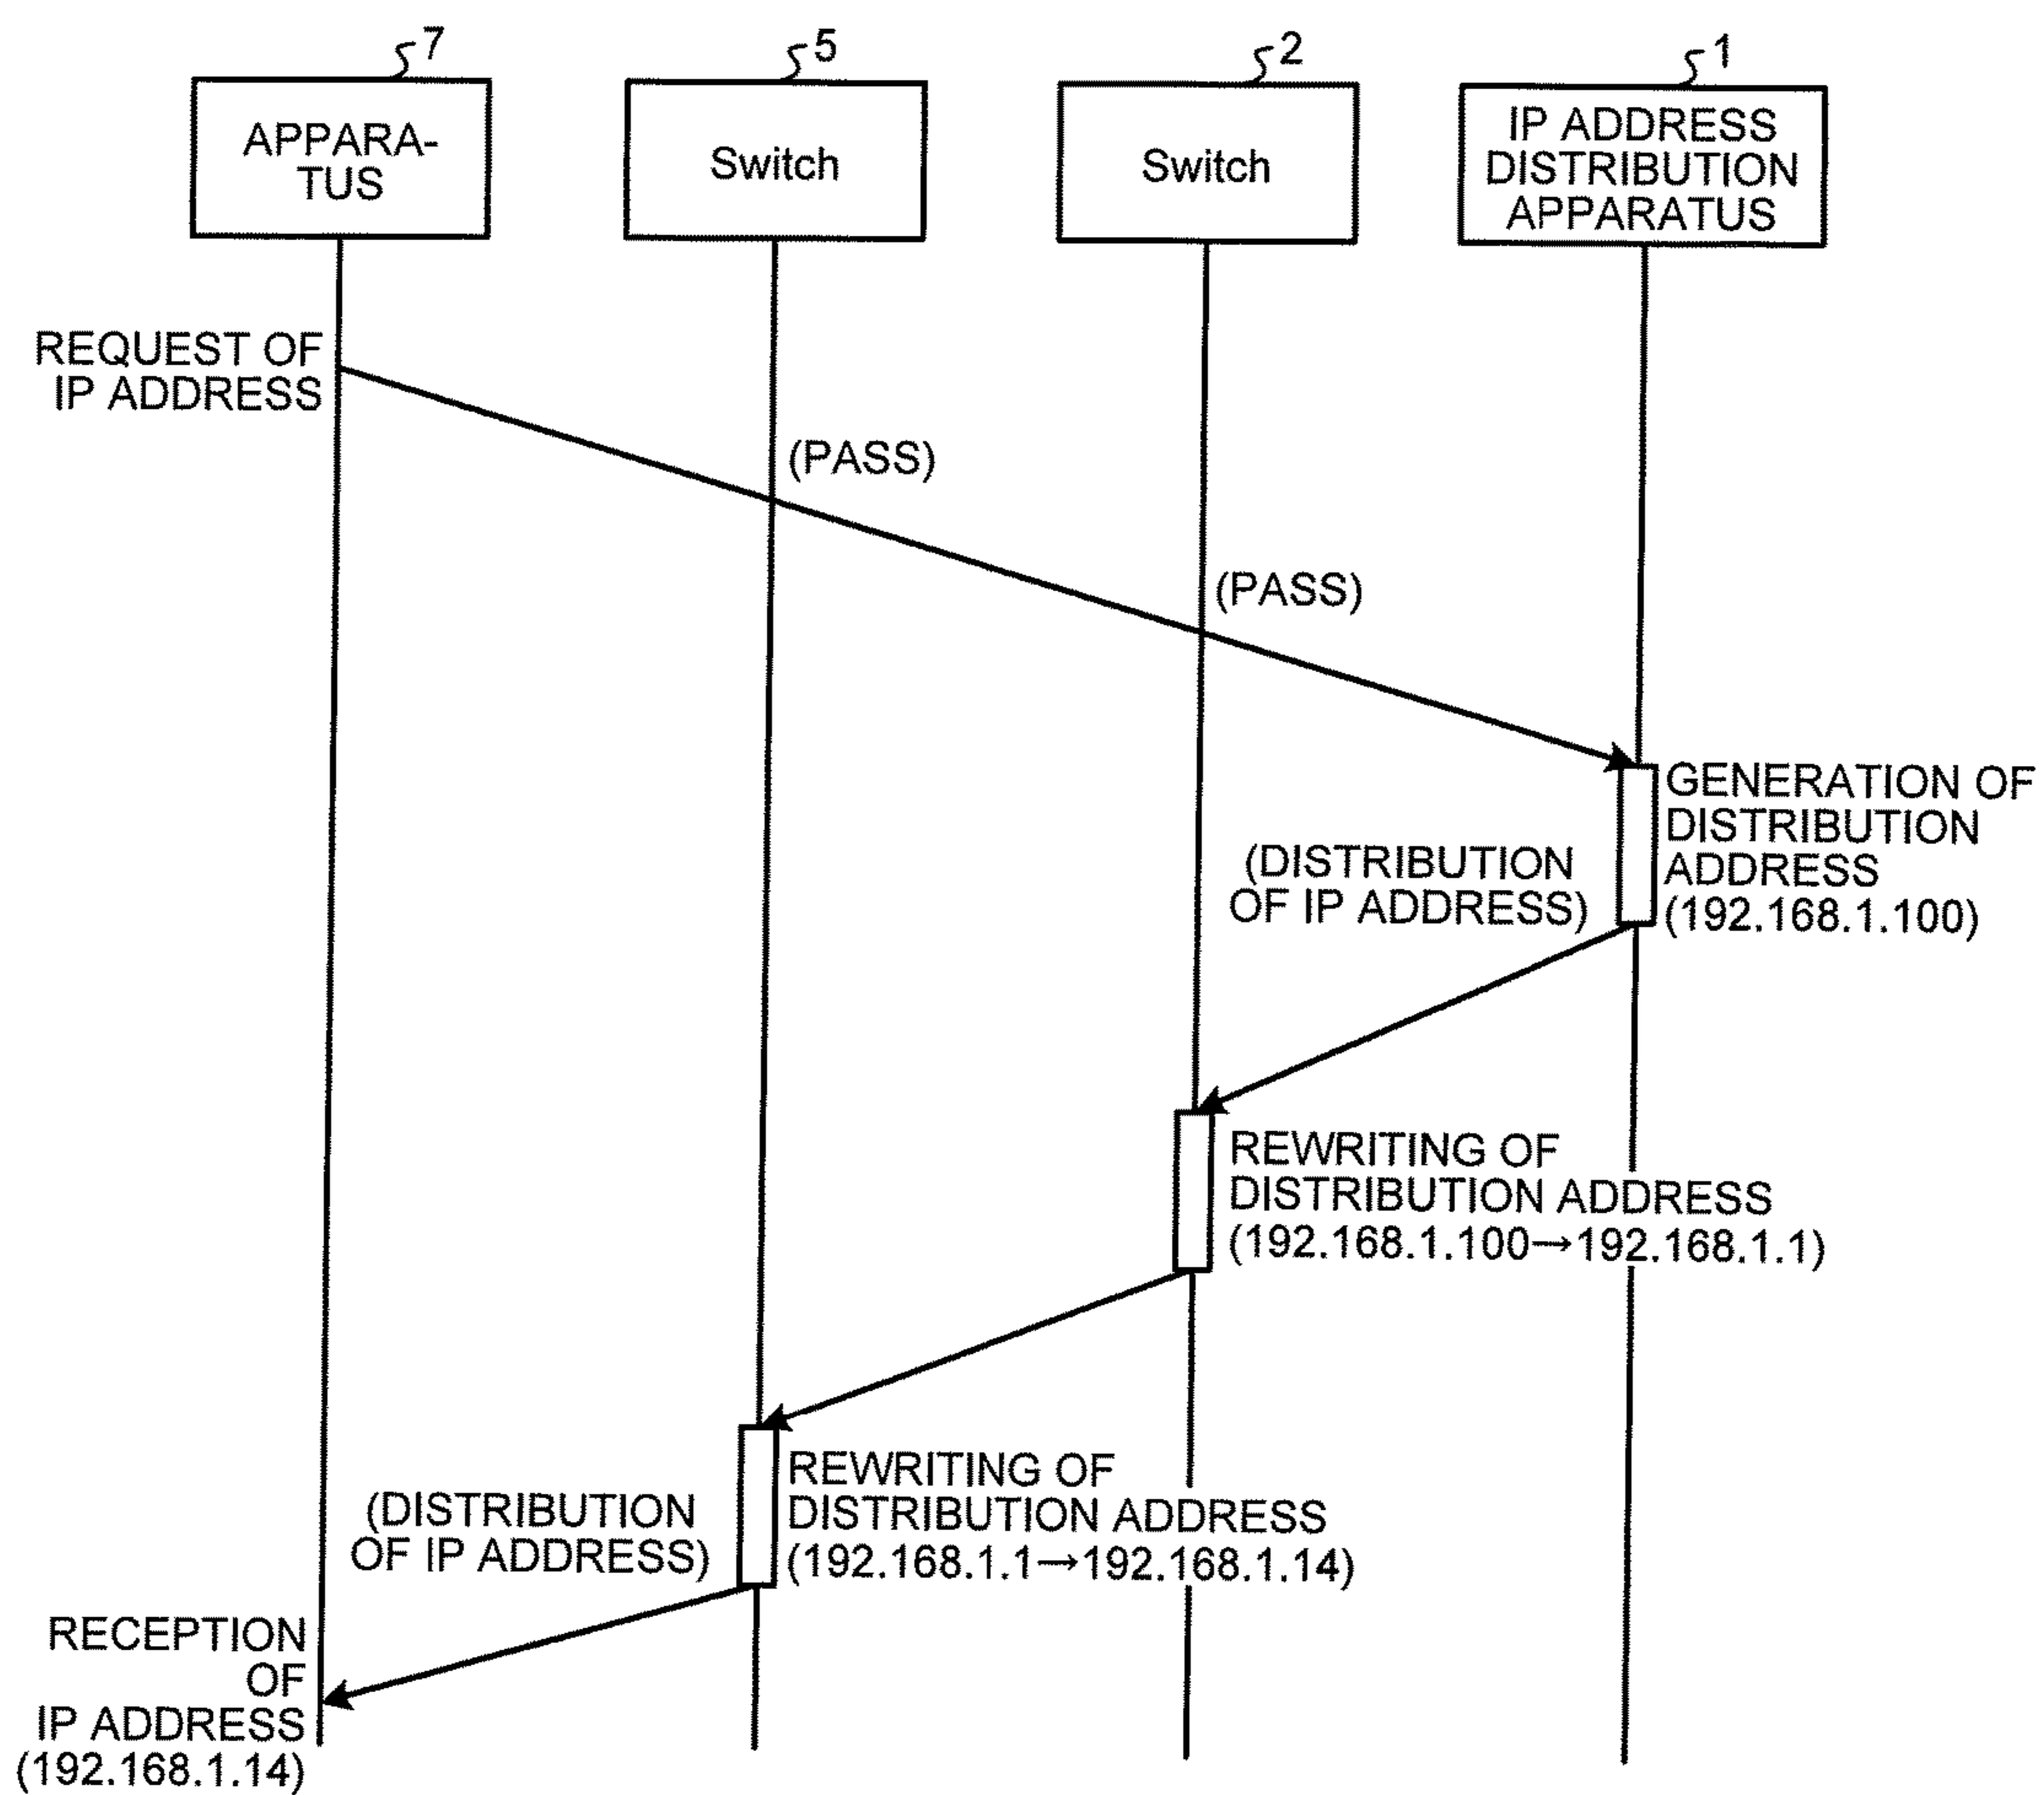 7
5
2
1
APPARA-
TUS
Switch
Switch
IP ADDRESS
DISTRIBUTION
APPARATUS
REQUEST OF
IP ADDRESS
(PASS)
(PASS)
GENERATION OF
DISTRIBUTION
ADDRESS
(192.168.1.100)
(DISTRIBUTION
OF IP ADDRESS)
REWRITING OF
DISTRIBUTION ADDRESS
(192.168.1.100→192.168.1.1)
REWRITING OF
DISTRIBUTION ADDRESS
(192.168.1.1→192.168.1.14)
(DISTRIBUTION
OF IP ADDRESS)
RECEPTION
OF
IP ADDRESS
(192.168.1.14)